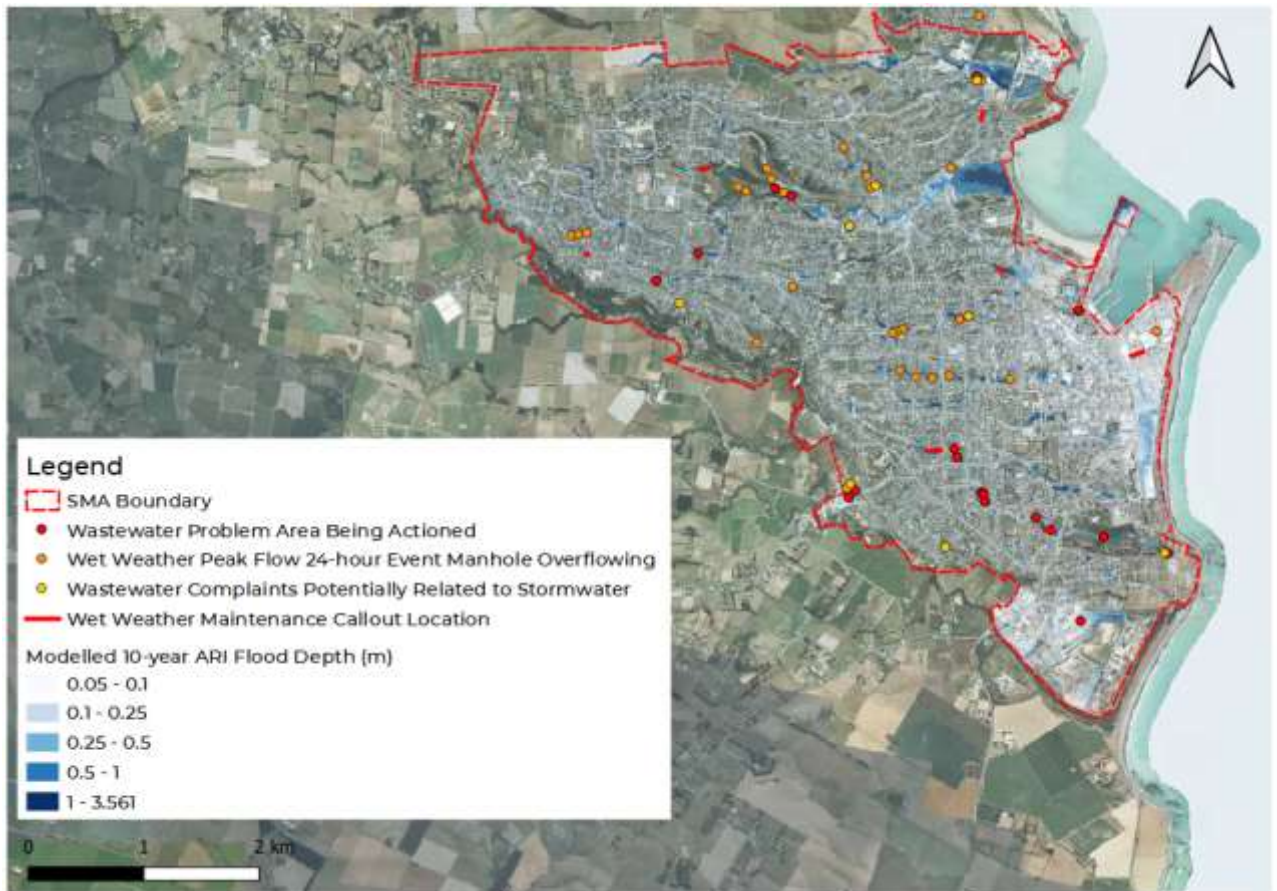 Legend
SMA Boundary
Wastewater Problem Area Being Actioned
Wet Weather Peak Flow 24-hour Event Manhole Overflowing
Wastewater Complaints Potentially Related to Stormwater
Wet Weather Maintenance Callout Location
Modelled 10-year ARI Flood Depth (m)
0.05 - 0.1
0.1 - 0.25
0.25 - 0.5
0.5 - 1
1 - 3.561
0 1 2 km